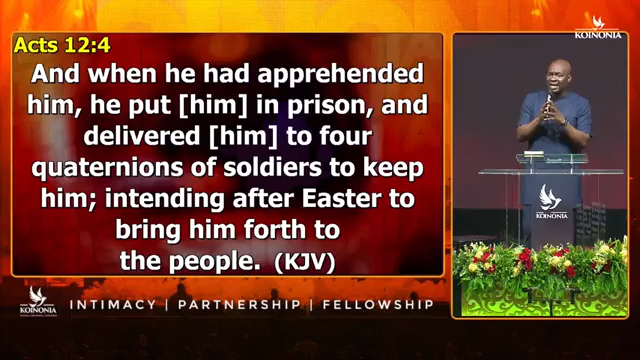 Acts 12:4
And when he had apprehended
him, he put [him] in prison, and
delivered [him] to four
quaternions of soldiers to keep
him; intending after Easter to
bring him forth to
the people. (KJV)
KOINONIA
KOINONIA
KOINONIA
INTIMACY | PARTNERSHIP | FELLOWSHIP